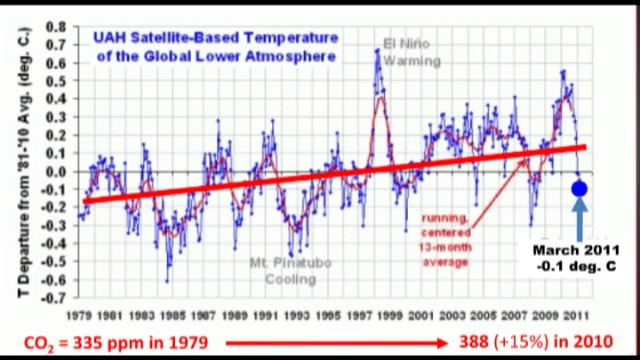 UAH Satellite-Based Temperature
of the Global Lower Atmosphere
T Departure from '81-'10 Avg. (deg. C.)
0.8
0.7
0.6
0.5
0.4
0.3
0.2
0.1
0.0
-0.1
-0.2
-0.3
-0.4
-0.5
-0.6
-0.7
El Niño
Warming
Mt. Pinatubo
Cooling
running,
centered
13-month
average
March 2011
-0.1 deg. C
1979 1981 1983 1985 1987 1989 1991 1993 1995 1997 1999 2001 2003 2005 2007 2009 2011
CO₂ = 335 ppm in 1979 388 (+15%) in 2010